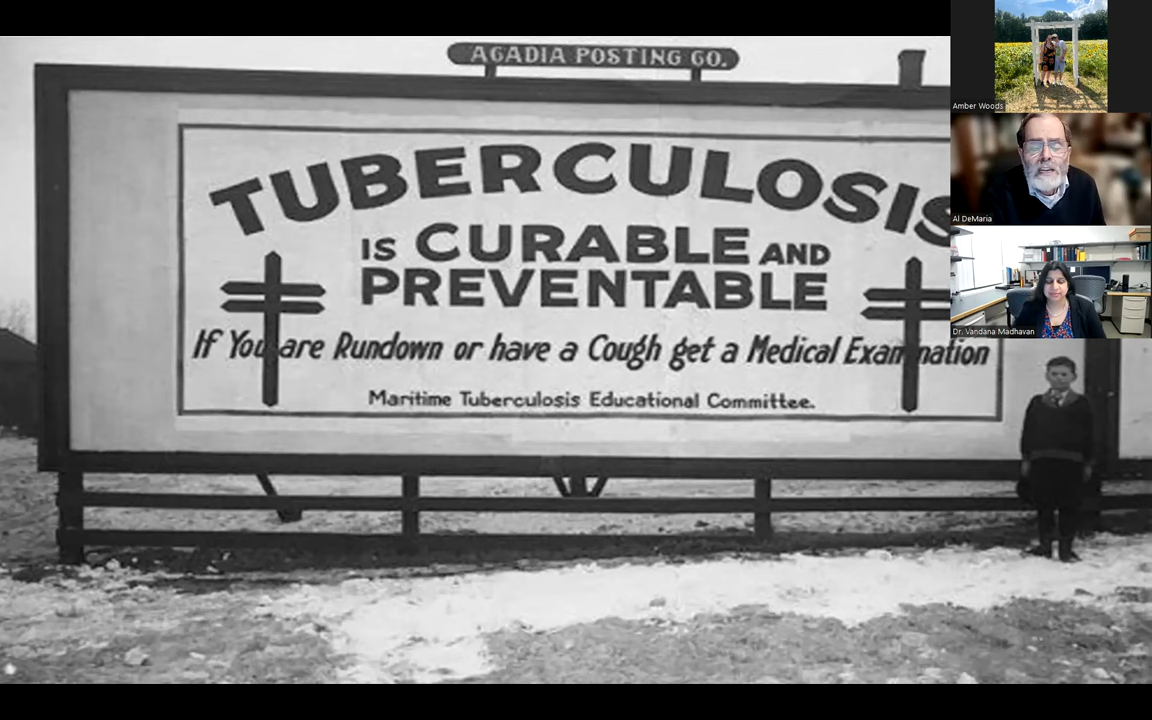 ACADIA POSTING CO.
TUBERCULOSIS
IS CURABLE AND
PREVENTABLE
If You are Rundown or have a Cough get a Medical Examination
Maritime Tuberculosis Educational Committee.
Amber Woods
Al DeMaria
Dr. Vandana Madhavan